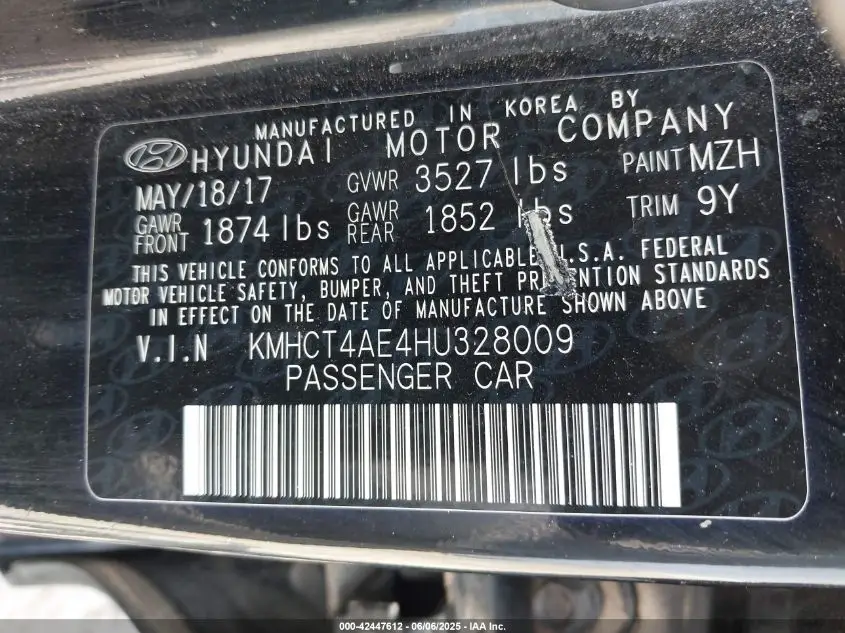 MANUFACTURED IN KOREA BY
HYUNDAI MOTOR COMPANY
MAY/18/17 GVWR 3527 lbs PAINT MZH
GAWR FRONT 1874 lbs GAWR REAR 1852 lbs TRIM 9Y
THIS VEHICLE CONFORMS TO ALL APPLICABLE U.S.A. FEDERAL
MOTOR VEHICLE SAFETY, BUMPER, AND THEFT PREVENTION STANDARDS
IN EFFECT ON THE DATE OF MANUFACTURE SHOWN ABOVE
V.I.N KMHCT4AE4HU328009
PASSENGER CAR
000-42447612 - 06/06/2025 - © IAA Inc.